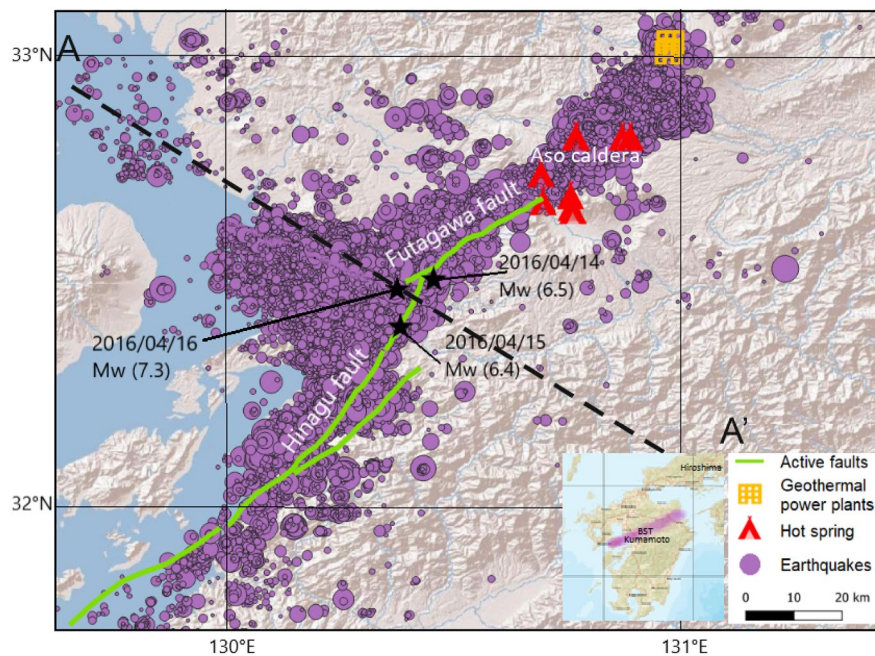 33°N
A
Aso caldera
Futagawa fault
2016/04/14
Mw (6.5)
2016/04/16
Mw (7.3)
2016/04/15
Mw (6.4)
Hinagu fault
A'
32°N
Hiroshima
BST
Kumamoto
Active faults
Geothermal
power plants
Hot spring
Earthquakes
0 10 20 km
130°E
131°E